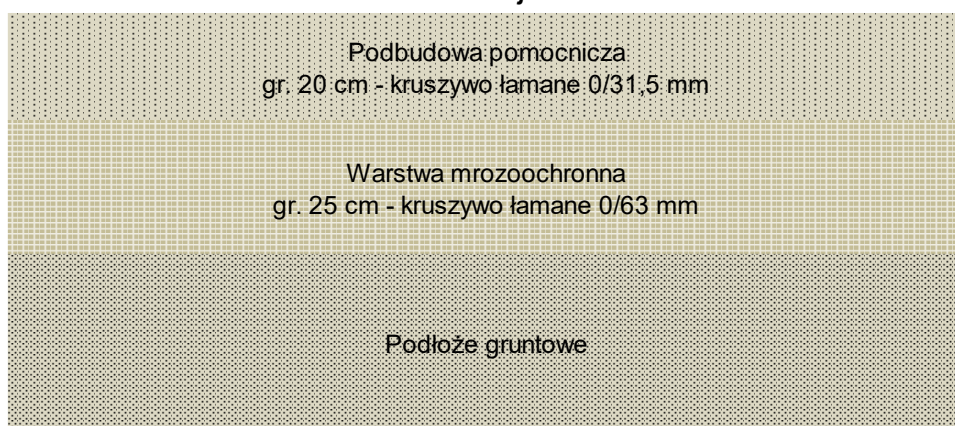 Podbudowa pomocnicza
gr. 20 cm - kruszywo łamane 0/31,5 mm
Warstwa mrozoochronna
gr. 25 cm - kruszywo łamane 0/63 mm
Podłoże gruntowe